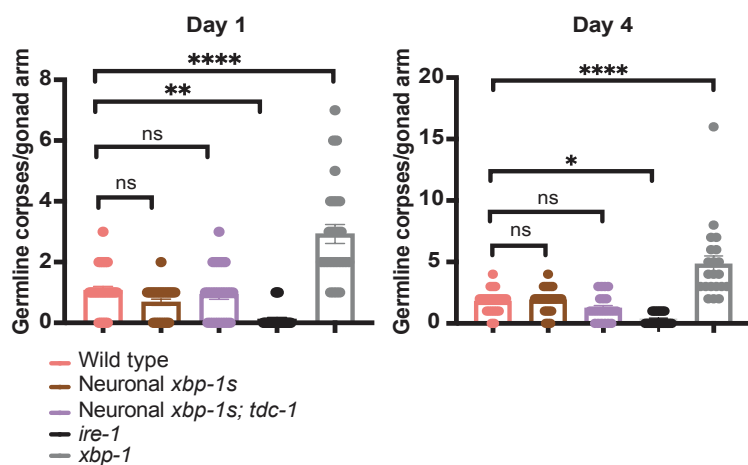 Day 1
Germline corpses/gonad arm
8
6
4
2
0
****
**
ns
ns
Day 4
Germline corpses/gonad arm
20
15
10
5
0
****
*
ns
ns
Wild type
Neuronal xbp-1s
Neuronal xbp-1s; tdc-1
ire-1
xbp-1